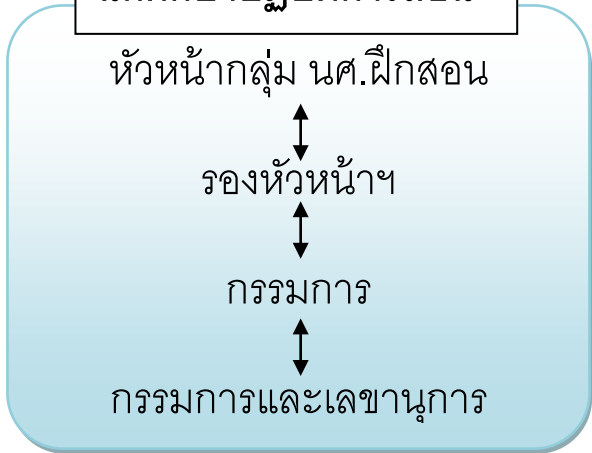 หัวหน้ากลุ่ม นศ.ฝึกสอน
รองหัวหน้าฯ
กรรมการ
กรรมการและเลขานุการ